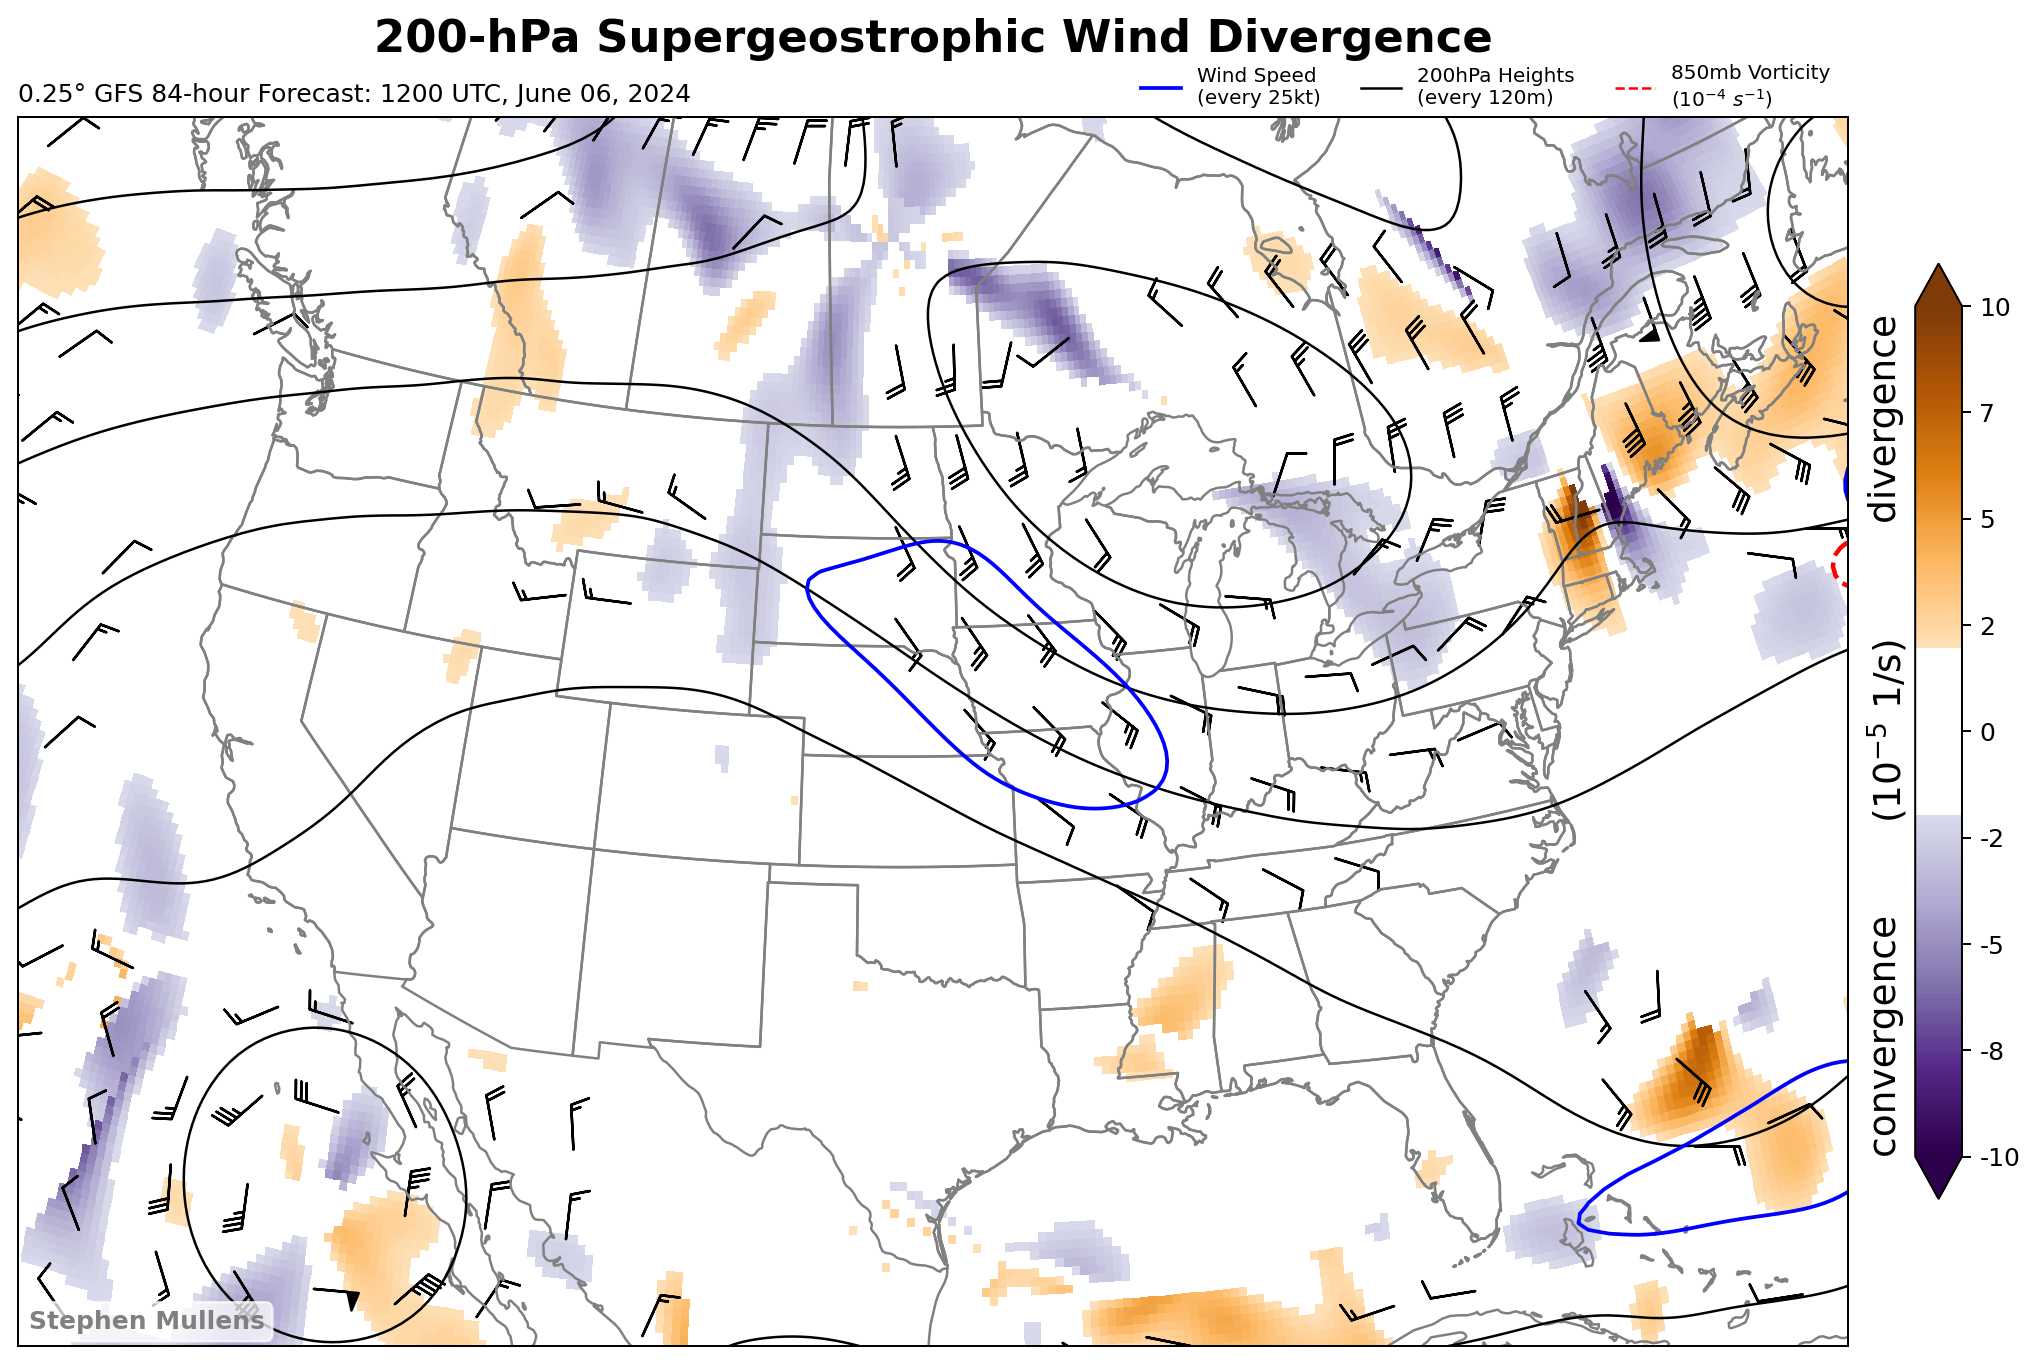 200-hPa Supergeostrophic Wind Divergence
0.25° GFS 84-hour Forecast: 1200 UTC, June 06, 2024
Wind Speed
(every 25kt)
200hPa Heights
(every 120m)
850mb Vorticity
(10⁻⁴ s⁻¹)
10
7
5
2
0
-2
-5
-8
-10
convergence (10⁻⁵ 1/s) divergence
Stephen Mullens